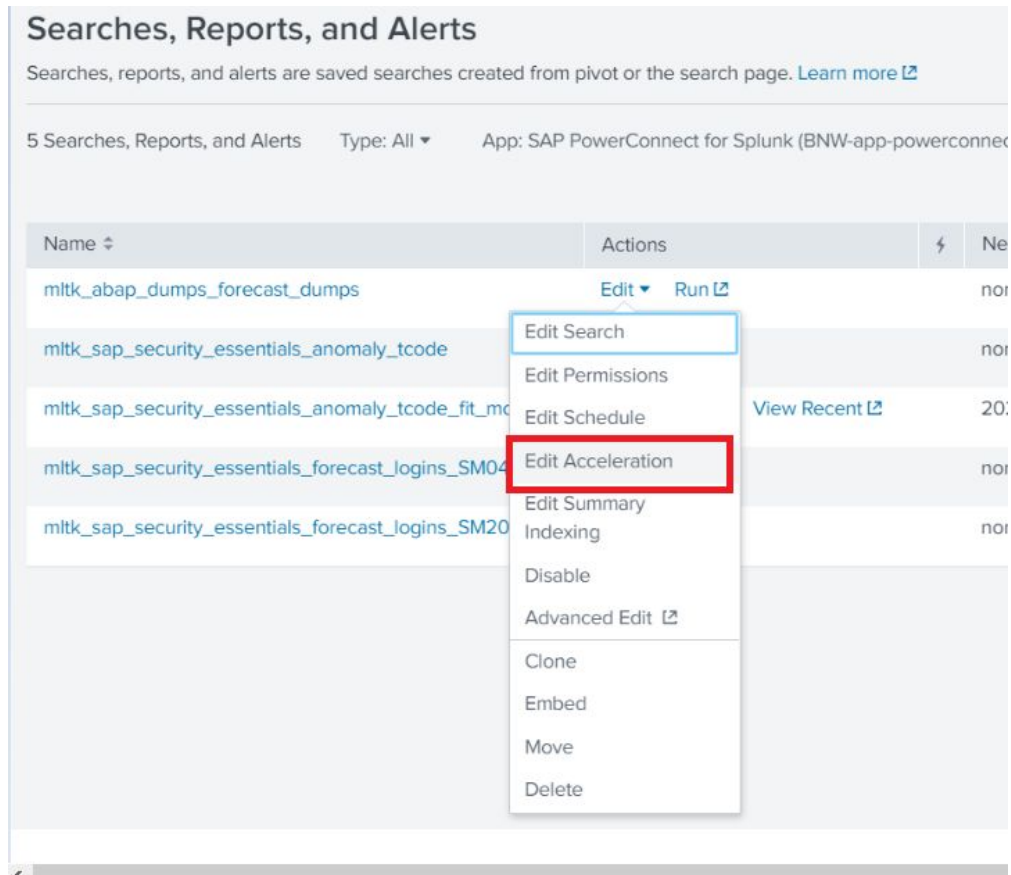 Searches, Reports, and Alerts
Searches, reports, and alerts are saved searches created from pivot or the search page. Learn more
5 Searches, Reports, and Alerts Type: All App: SAP PowerConnect for Splunk (BNW-app-powerconnec
Name Actions Ne
mltk_abap_dumps_forecast_dumps Edit Run nor
Edit Search
mltk_sap_security_essentials_anomaly_tcode nor
Edit Permissions
mltk_sap_security_essentials_anomaly_tcode_fit_mo View Recent 202
Edit Schedule
Edit Acceleration
mltk_sap_security_essentials_forecast_logins_SM04 nor
Edit Summary
Indexing
mltk_sap_security_essentials_forecast_logins_SM20 nor
Disable
Advanced Edit
Clone
Embed
Move
Delete